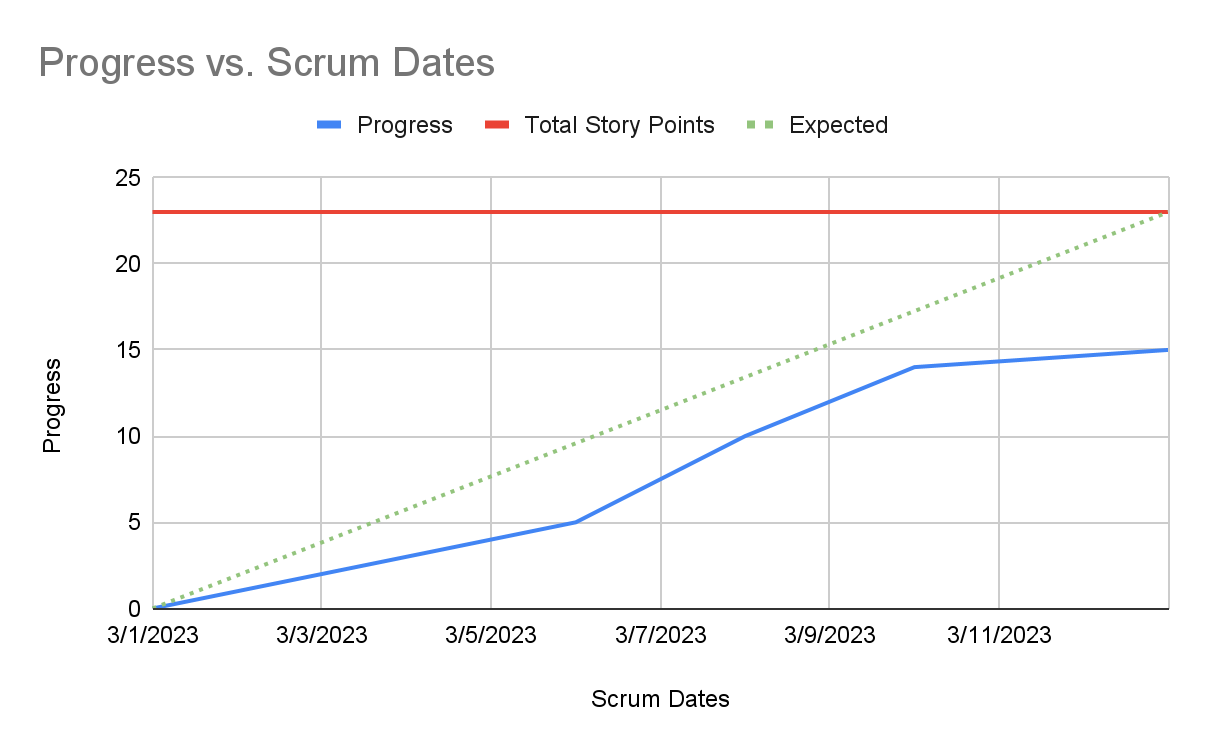 Progress vs. Scrum Dates
Progress Total Story Points Expected
25
20
15
10
5
0
Progress
3/1/2023 3/3/2023 3/5/2023 3/7/2023 3/9/2023 3/11/2023
Scrum Dates